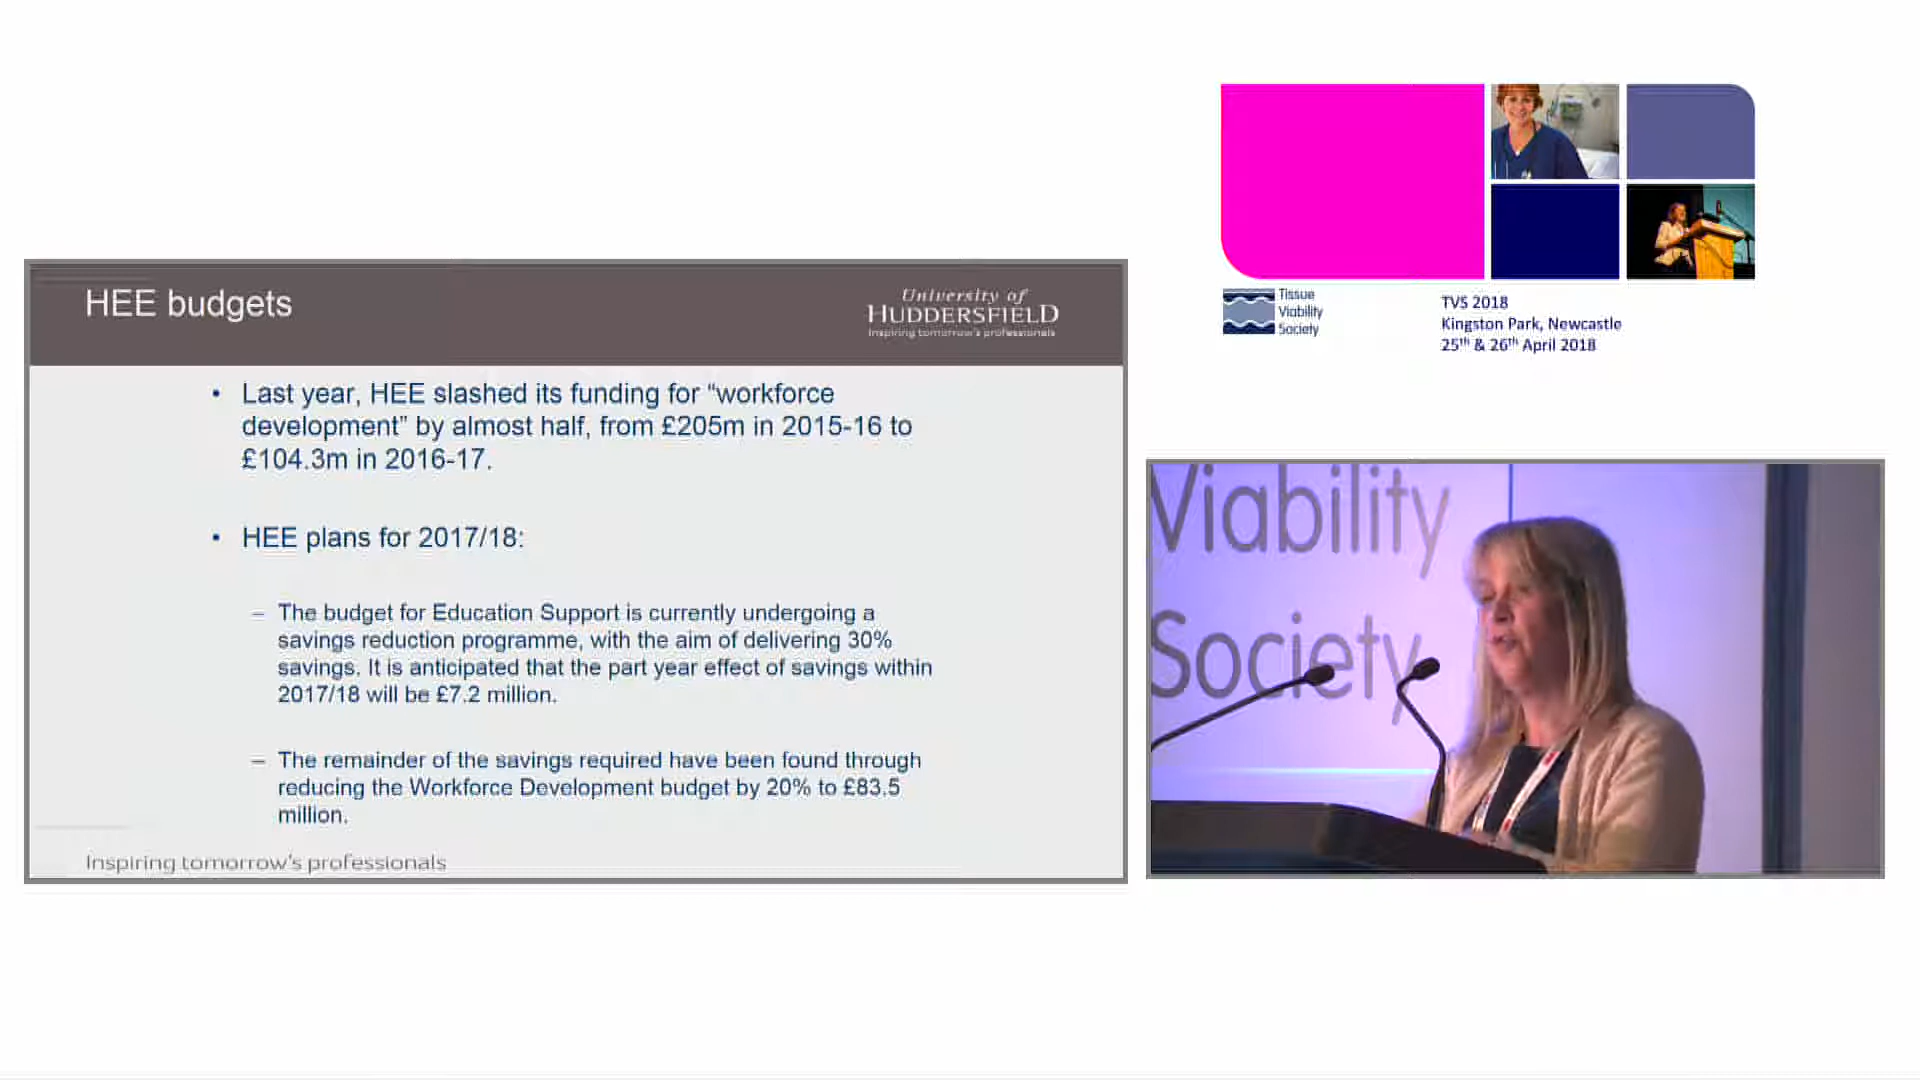 HEE budgets
University of
HUDDERSFIELD
Inspiring tomorrow's professionals
• Last year, HEE slashed its funding for “workforce
development” by almost half, from £205m in 2015-16 to
£104.3m in 2016-17.
• HEE plans for 2017/18:
– The budget for Education Support is currently undergoing a
savings reduction programme, with the aim of delivering 30%
savings. It is anticipated that the part year effect of savings within
2017/18 will be £7.2 million.
– The remainder of the savings required have been found through
reducing the Workforce Development budget by 20% to £83.5
million.
Inspiring tomorrow's professionals
Tissue
Viability
Society
TVS 2018
Kingston Park, Newcastle
25th & 26th April 2018
Viability
Society